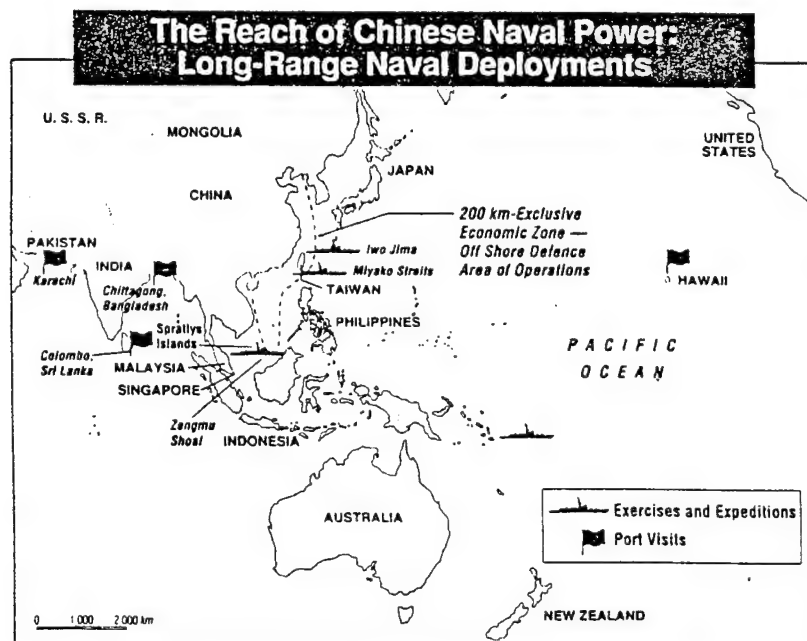 The Reach of Chinese Naval Power:
Long-Range Naval Deployments
U.S.S.R.
MONGOLIA
UNITED
STATES
JAPAN
CHINA
200 km-Exclusive
Economic Zone —
Off Shore Defence
Area of Operations
PAKISTAN
INDIA
Iwo Jima
Karachi
Miyako Straits
HAWAII
Chittagong,
Bangladesh
TAIWAN
PHILIPPINES
Sprattys
Islands
Colombo,
Sri Lanka
MALAYSIA
SINGAPORE
PACIFIC
OCEAN
Zengmu
Shoal
INDONESIA
AUSTRALIA
Exercises and Expeditions
Port Visits
NEW ZEALAND
0 1 000 2 000 km